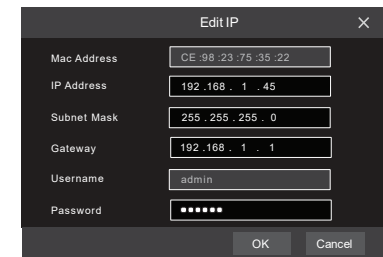 Edit IP ×
Mac Address CE :98 :23 :75 :35 :22
IP Address 192 .168 . 1 . 45
Subnet Mask 255 . 255 . 255 . 0
Gateway 192 .168 . 1 . 1
Username admin
Password ••••••
OK Cancel